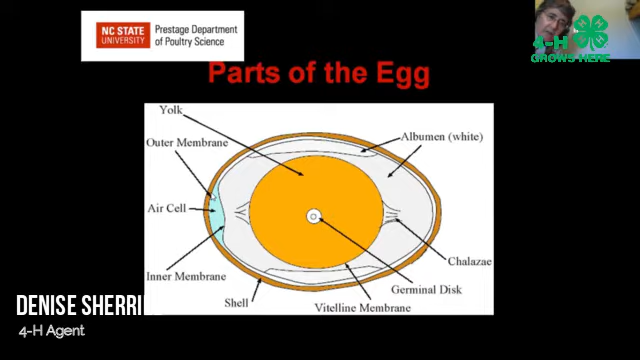 NC STATE
UNIVERSITY
Prestage Department
of Poultry Science
4-H
GROWS HERE
Parts of the Egg
Yolk
Outer Membrane
Albumen (white)
Air Cell
Chalazae
Inner Membrane
Germinal Disk
Shell
Vitelline Membrane
DENISE
4-H Agent